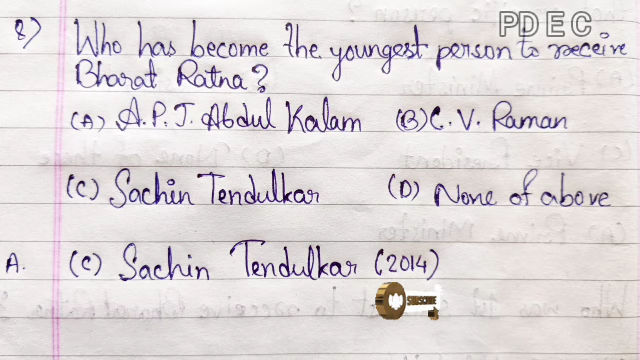 PDEC
8) Who has become the youngest person to receive
Bharat Ratna?
(A) A.P.J. Abdul Kalam (B) C.V. Raman
(C) Sachin Tendulkar (D) None of above
A. (C) Sachin Tendulkar (2014)
SUBSCRIBE